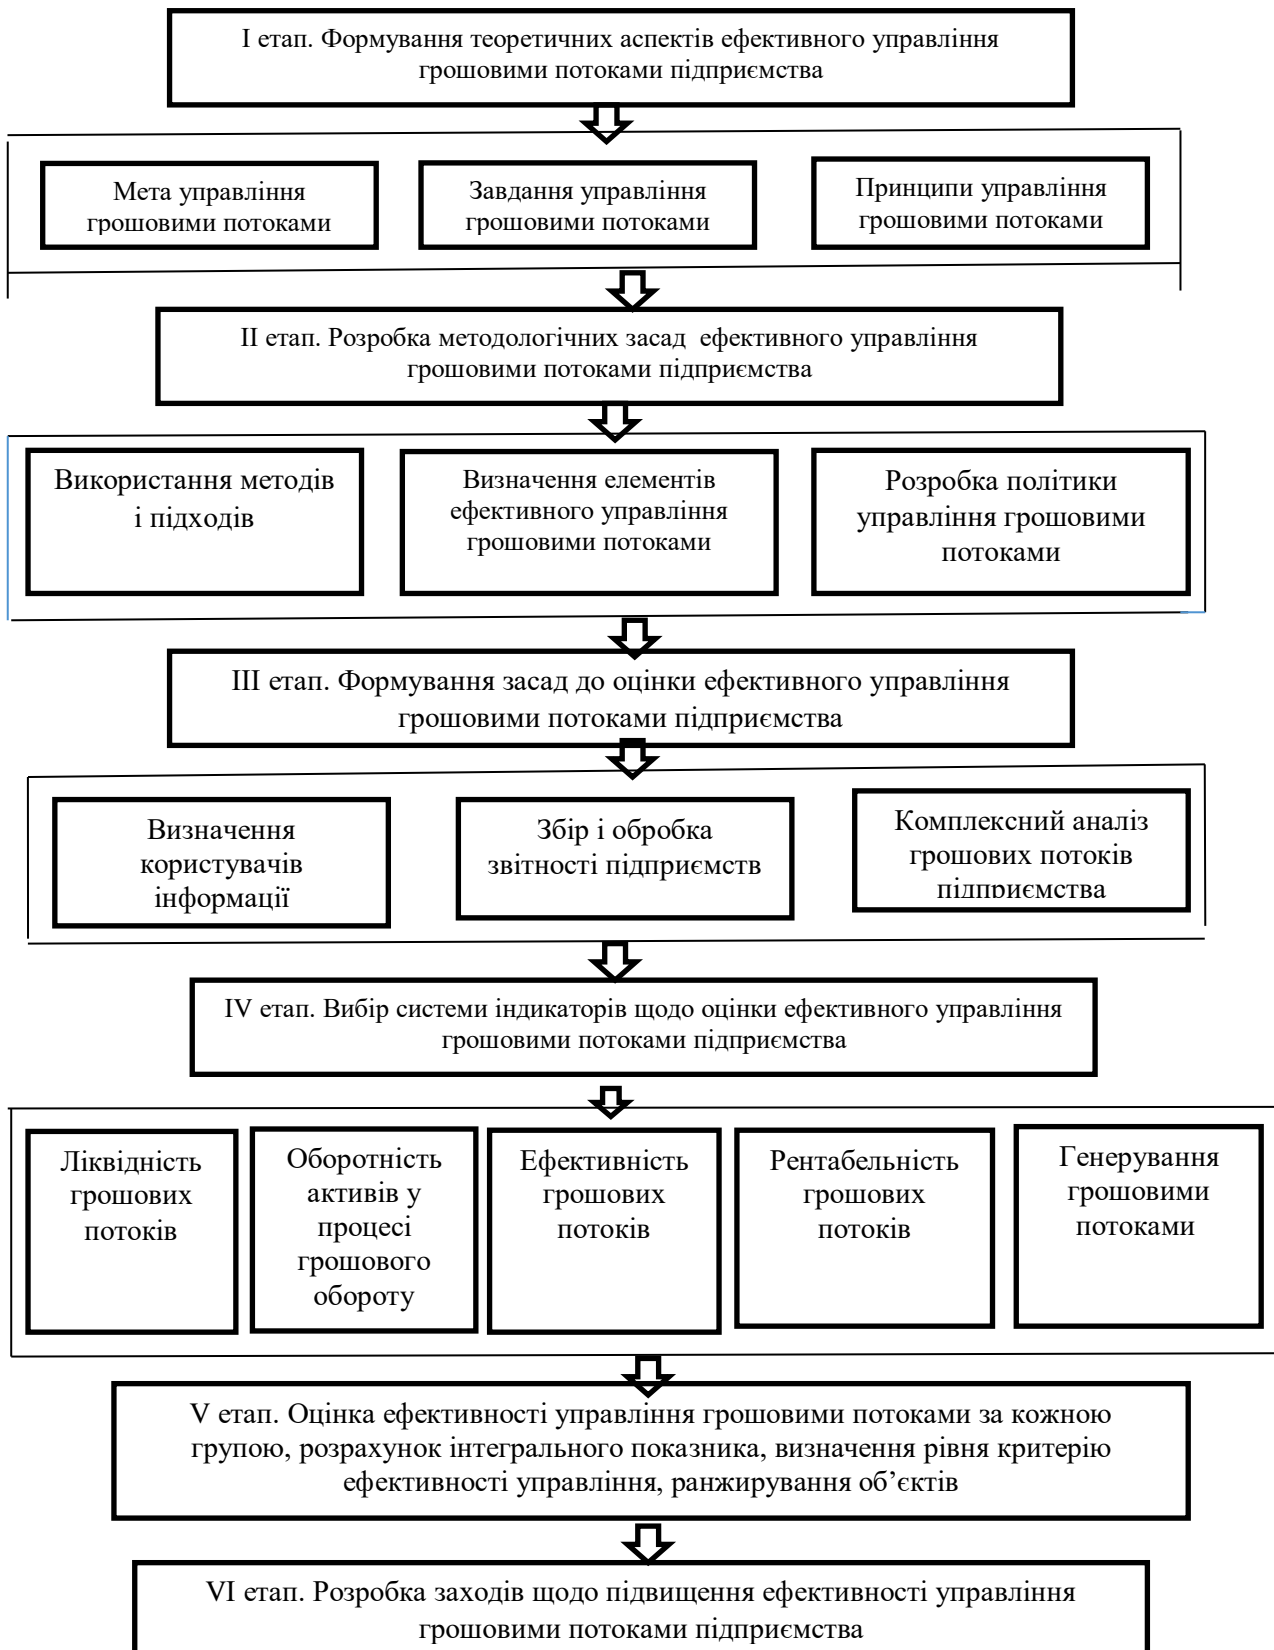 I етап. Формування теоретичних аспектів ефективного управління
грошовими потоками підприємства
Мета управління
грошовими потоками
Завдання управління
грошовими потоками
Принципи управління
грошовими потоками
II етап. Розробка методологічних засад ефективного управління
грошовими потоками підприємства
Використання методів
і підходів
Визначення елементів
ефективного управління
грошовими потоками
Розробка політики
управління грошовими
потоками
III етап. Формування засад до оцінки ефективного управління
грошовими потоками підприємства
Визначення
користувачів
інформації
Збір і обробка
звітності підприємств
Комплексний аналіз
грошових потоків
підприємства
IV етап. Вибір системи індикаторів щодо оцінки ефективного управління
грошовими потоками підприємства
Ліквідність
грошових
потоків
Оборотність
активів у
процесі
грошового
обороту
Ефективність
грошових
потоків
Рентабельність
грошових
потоків
Генерування
грошовими
потоками
V етап. Оцінка ефективності управління грошовими потоками за кожною
групою, розрахунок інтегрального показника, визначення рівня критерію
ефективності управління, ранжирування об’єктів
VI етап. Розробка заходів щодо підвищення ефективності управління
грошовими потоками підприємства